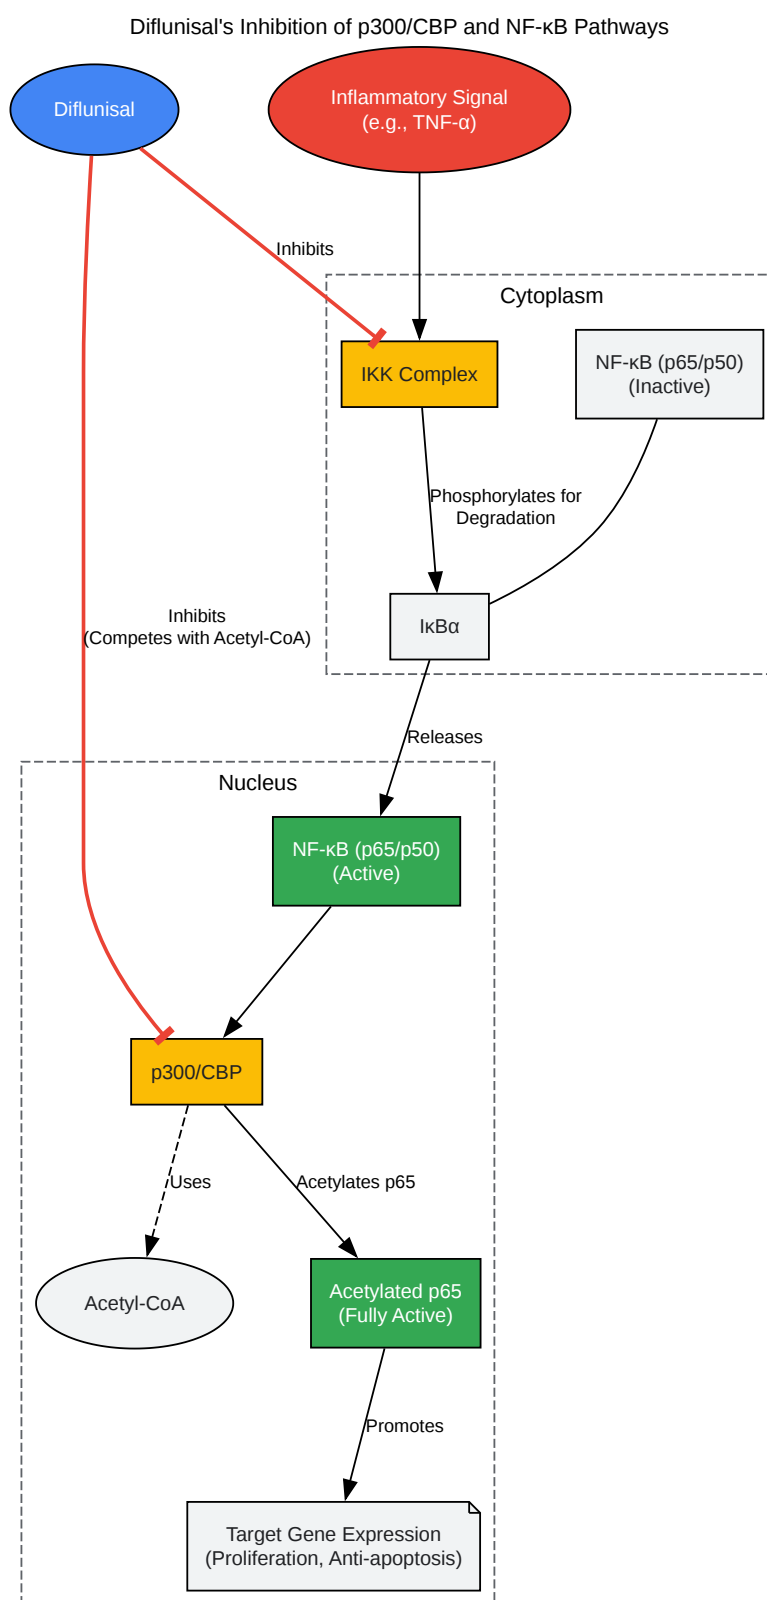 Diflunisal's Inhibition of p300/CBP and NF-κB Pathways
Diflunisal
Inflammatory Signal
(e.g., TNF-α)
Inhibits
Cytoplasm
IKK Complex
NF-κB (p65/p50)
(Inactive)
Phosphorylates for
Degradation
Inhibits
(Competes with Acetyl-CoA)
IκBα
Releases
Nucleus
NF-κB (p65/p50)
(Active)
p300/CBP
Uses
Acetylates p65
Acetyl-CoA
Acetylated p65
(Fully Active)
Promotes
Target Gene Expression
(Proliferation, Anti-apoptosis)